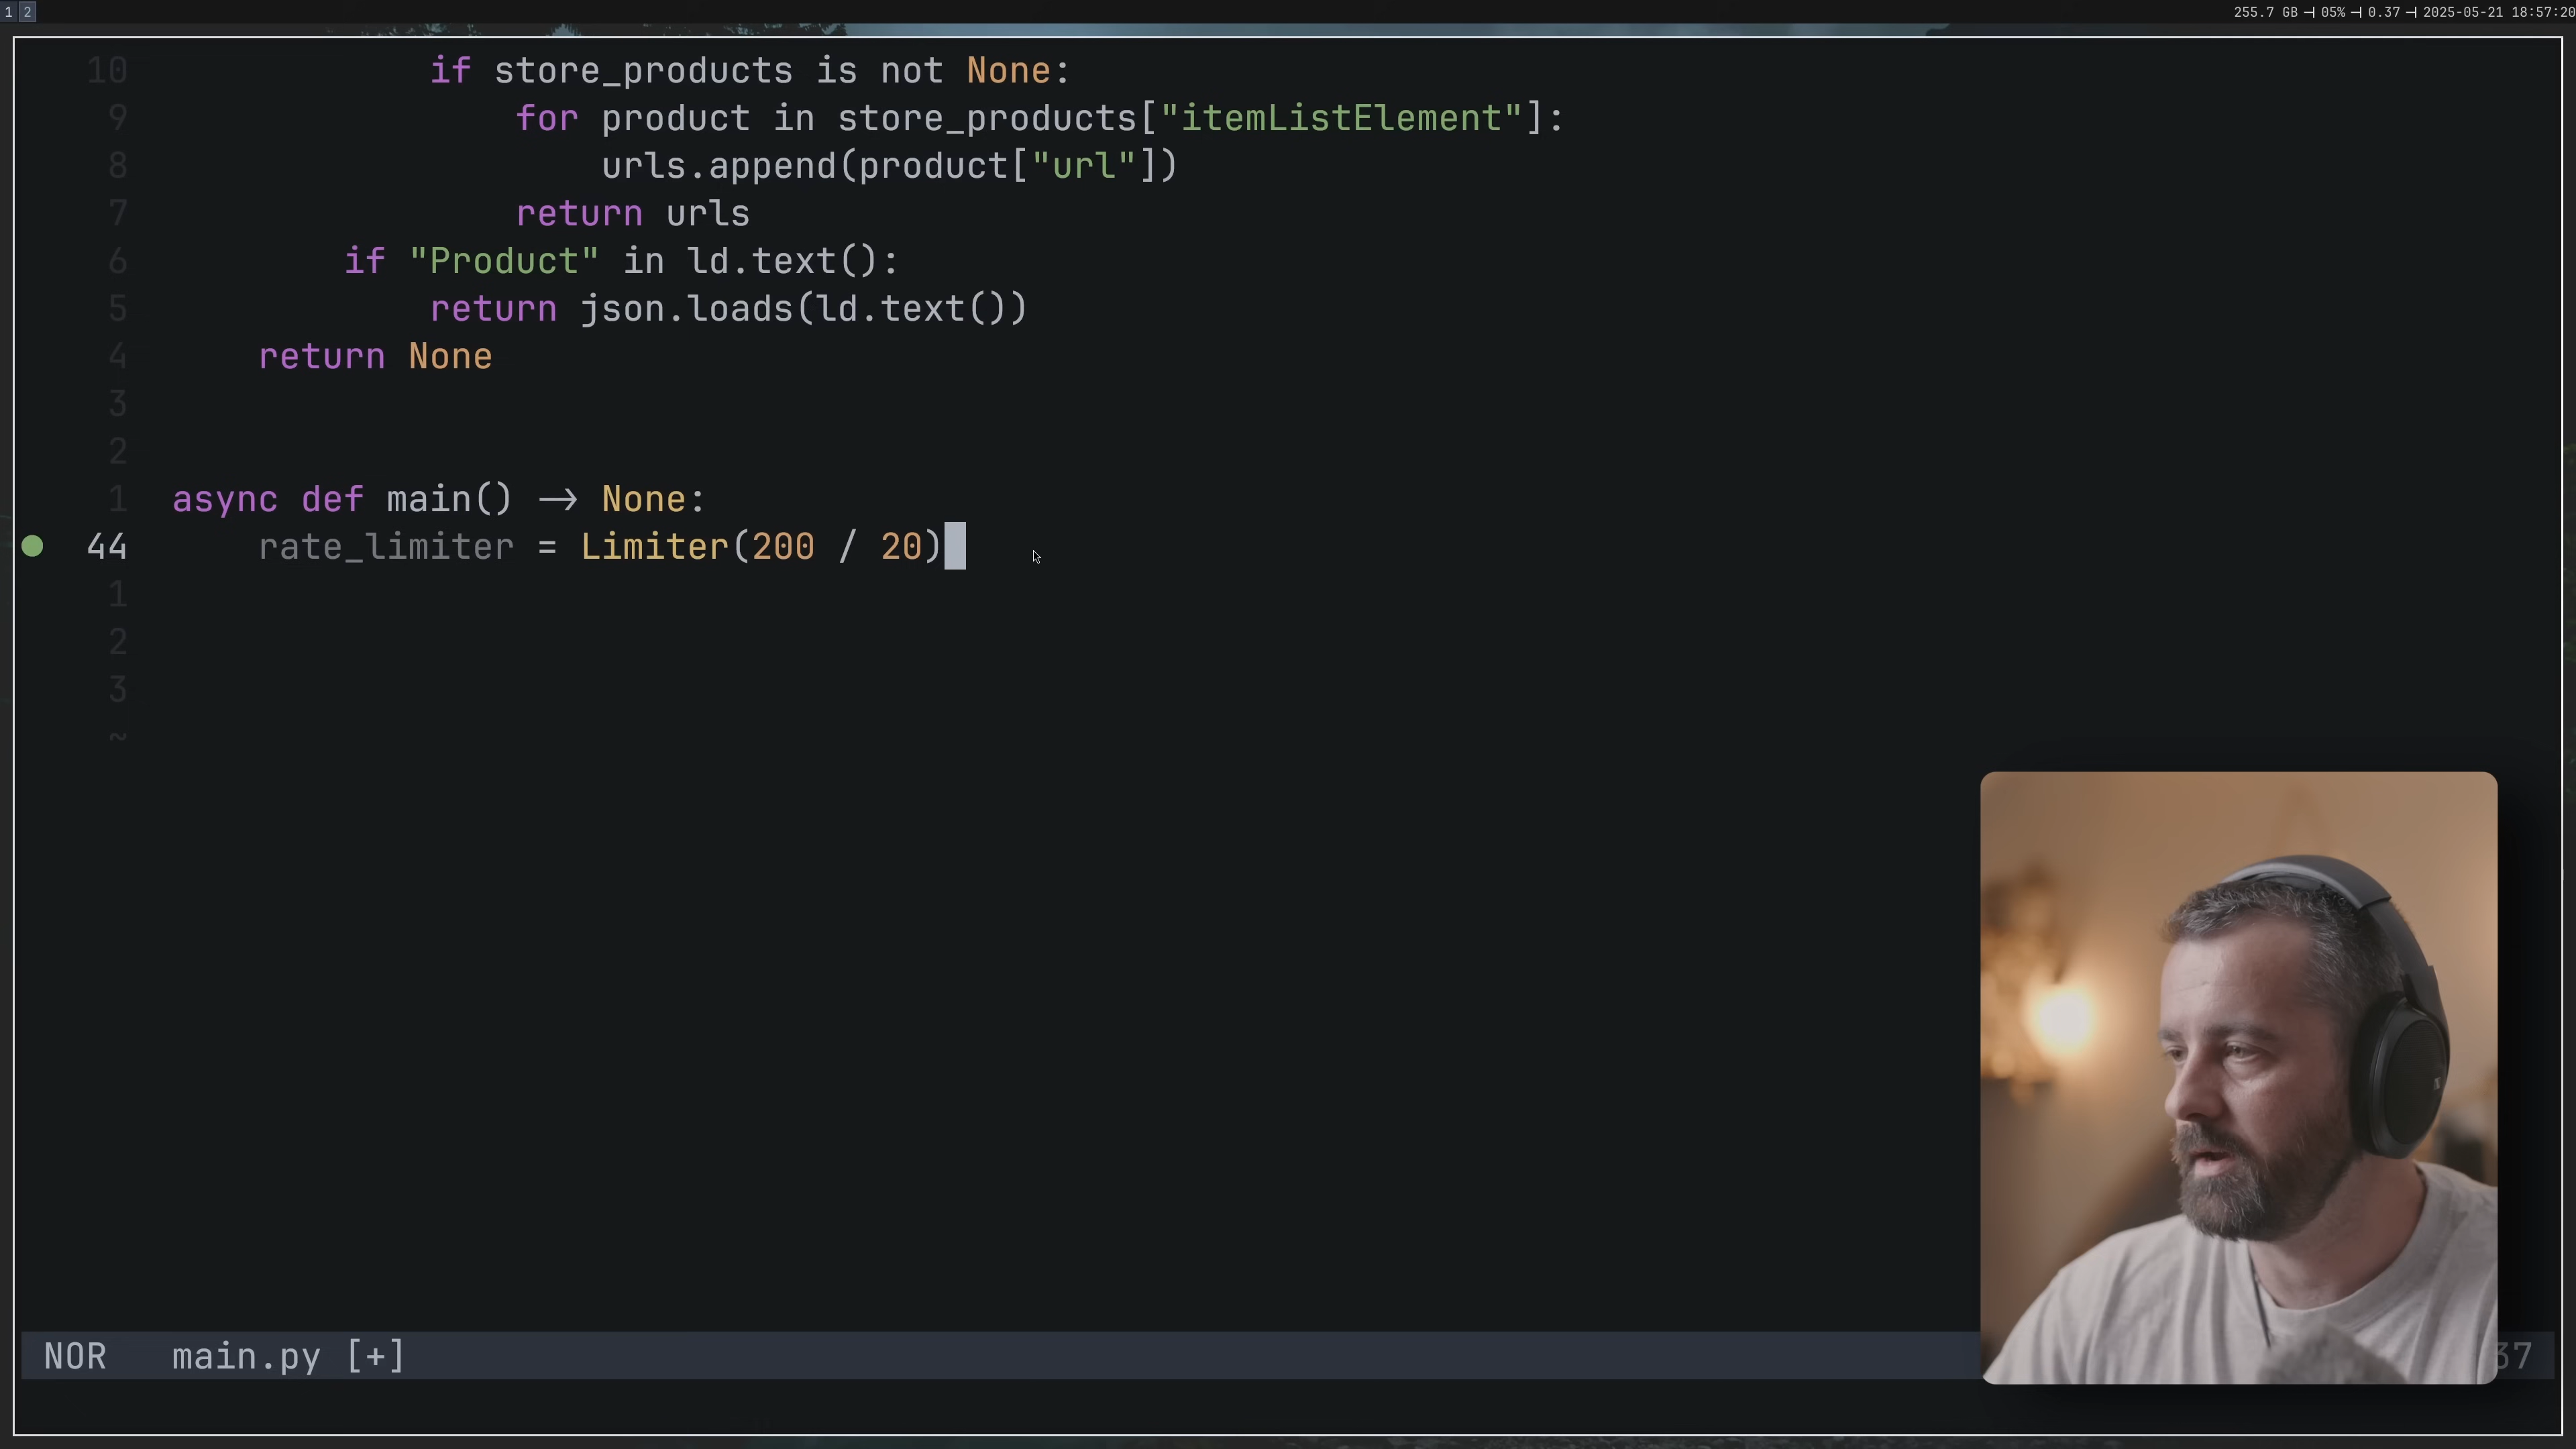 1 2 255.7 GB ⊣ 05% ⊣ 0.37 ⊣ 2025-05-21 18:57:20
10 if store_products is not None:
9 for product in store_products["itemListElement"]:
8 urls.append(product["url"])
7 return urls
6 if "Product" in ld.text():
5 return json.loads(ld.text())
4 return None
3
2
1 async def main() → None:
44 rate_limiter = Limiter(200 / 20)
1
2
3
~
NOR main.py [+] 37